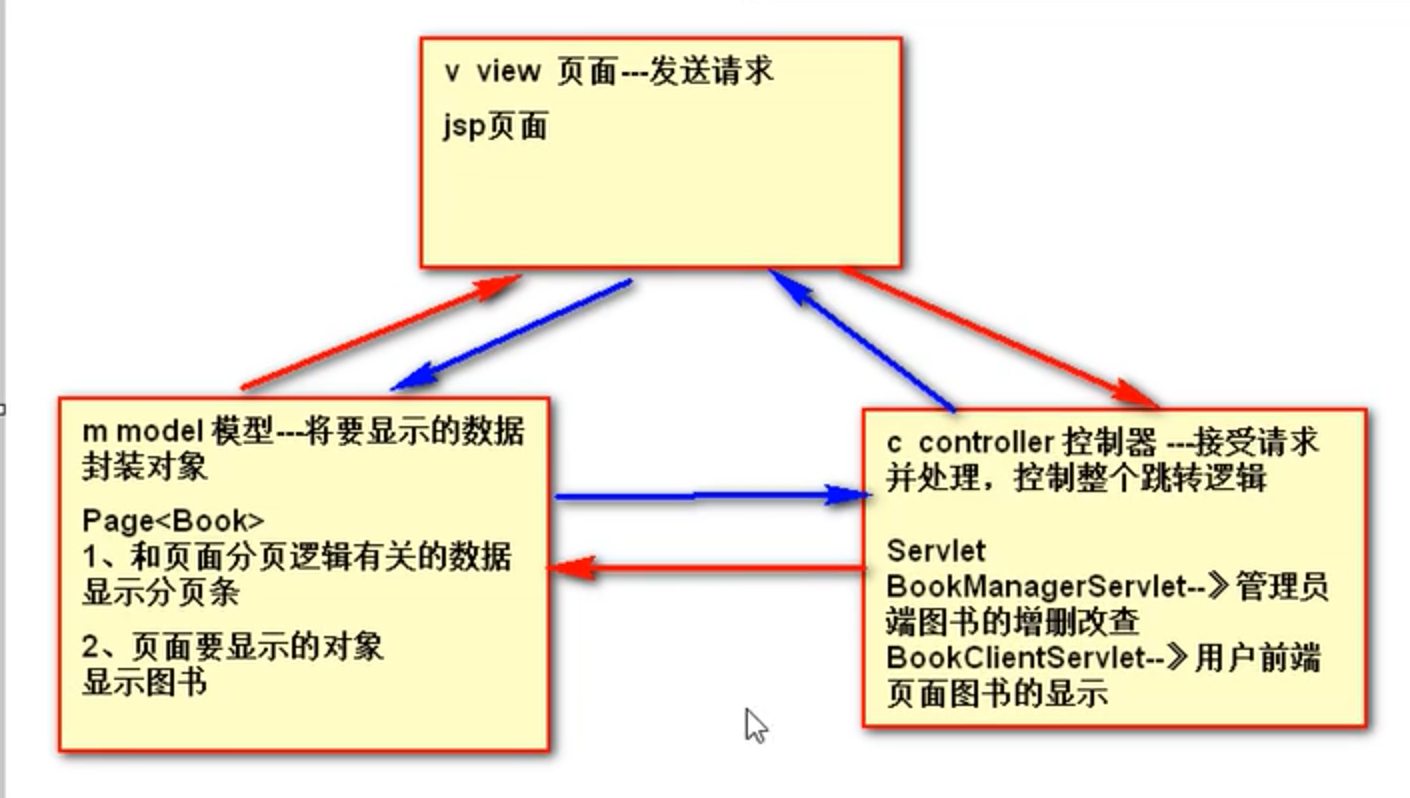 v view 页面---发送请求
jsp页面
m model 模型---将要显示的数据
封装对象
Page<Book>
1、和页面分页逻辑有关的数据
显示分页条
2、页面要显示的对象
显示图书
c controller 控制器 ---接受请求
并处理，控制整个跳转逻辑
Servlet
BookManagerServlet--》管理员
端图书的增删改查
BookClientServlet--》用户前端
页面图书的显示